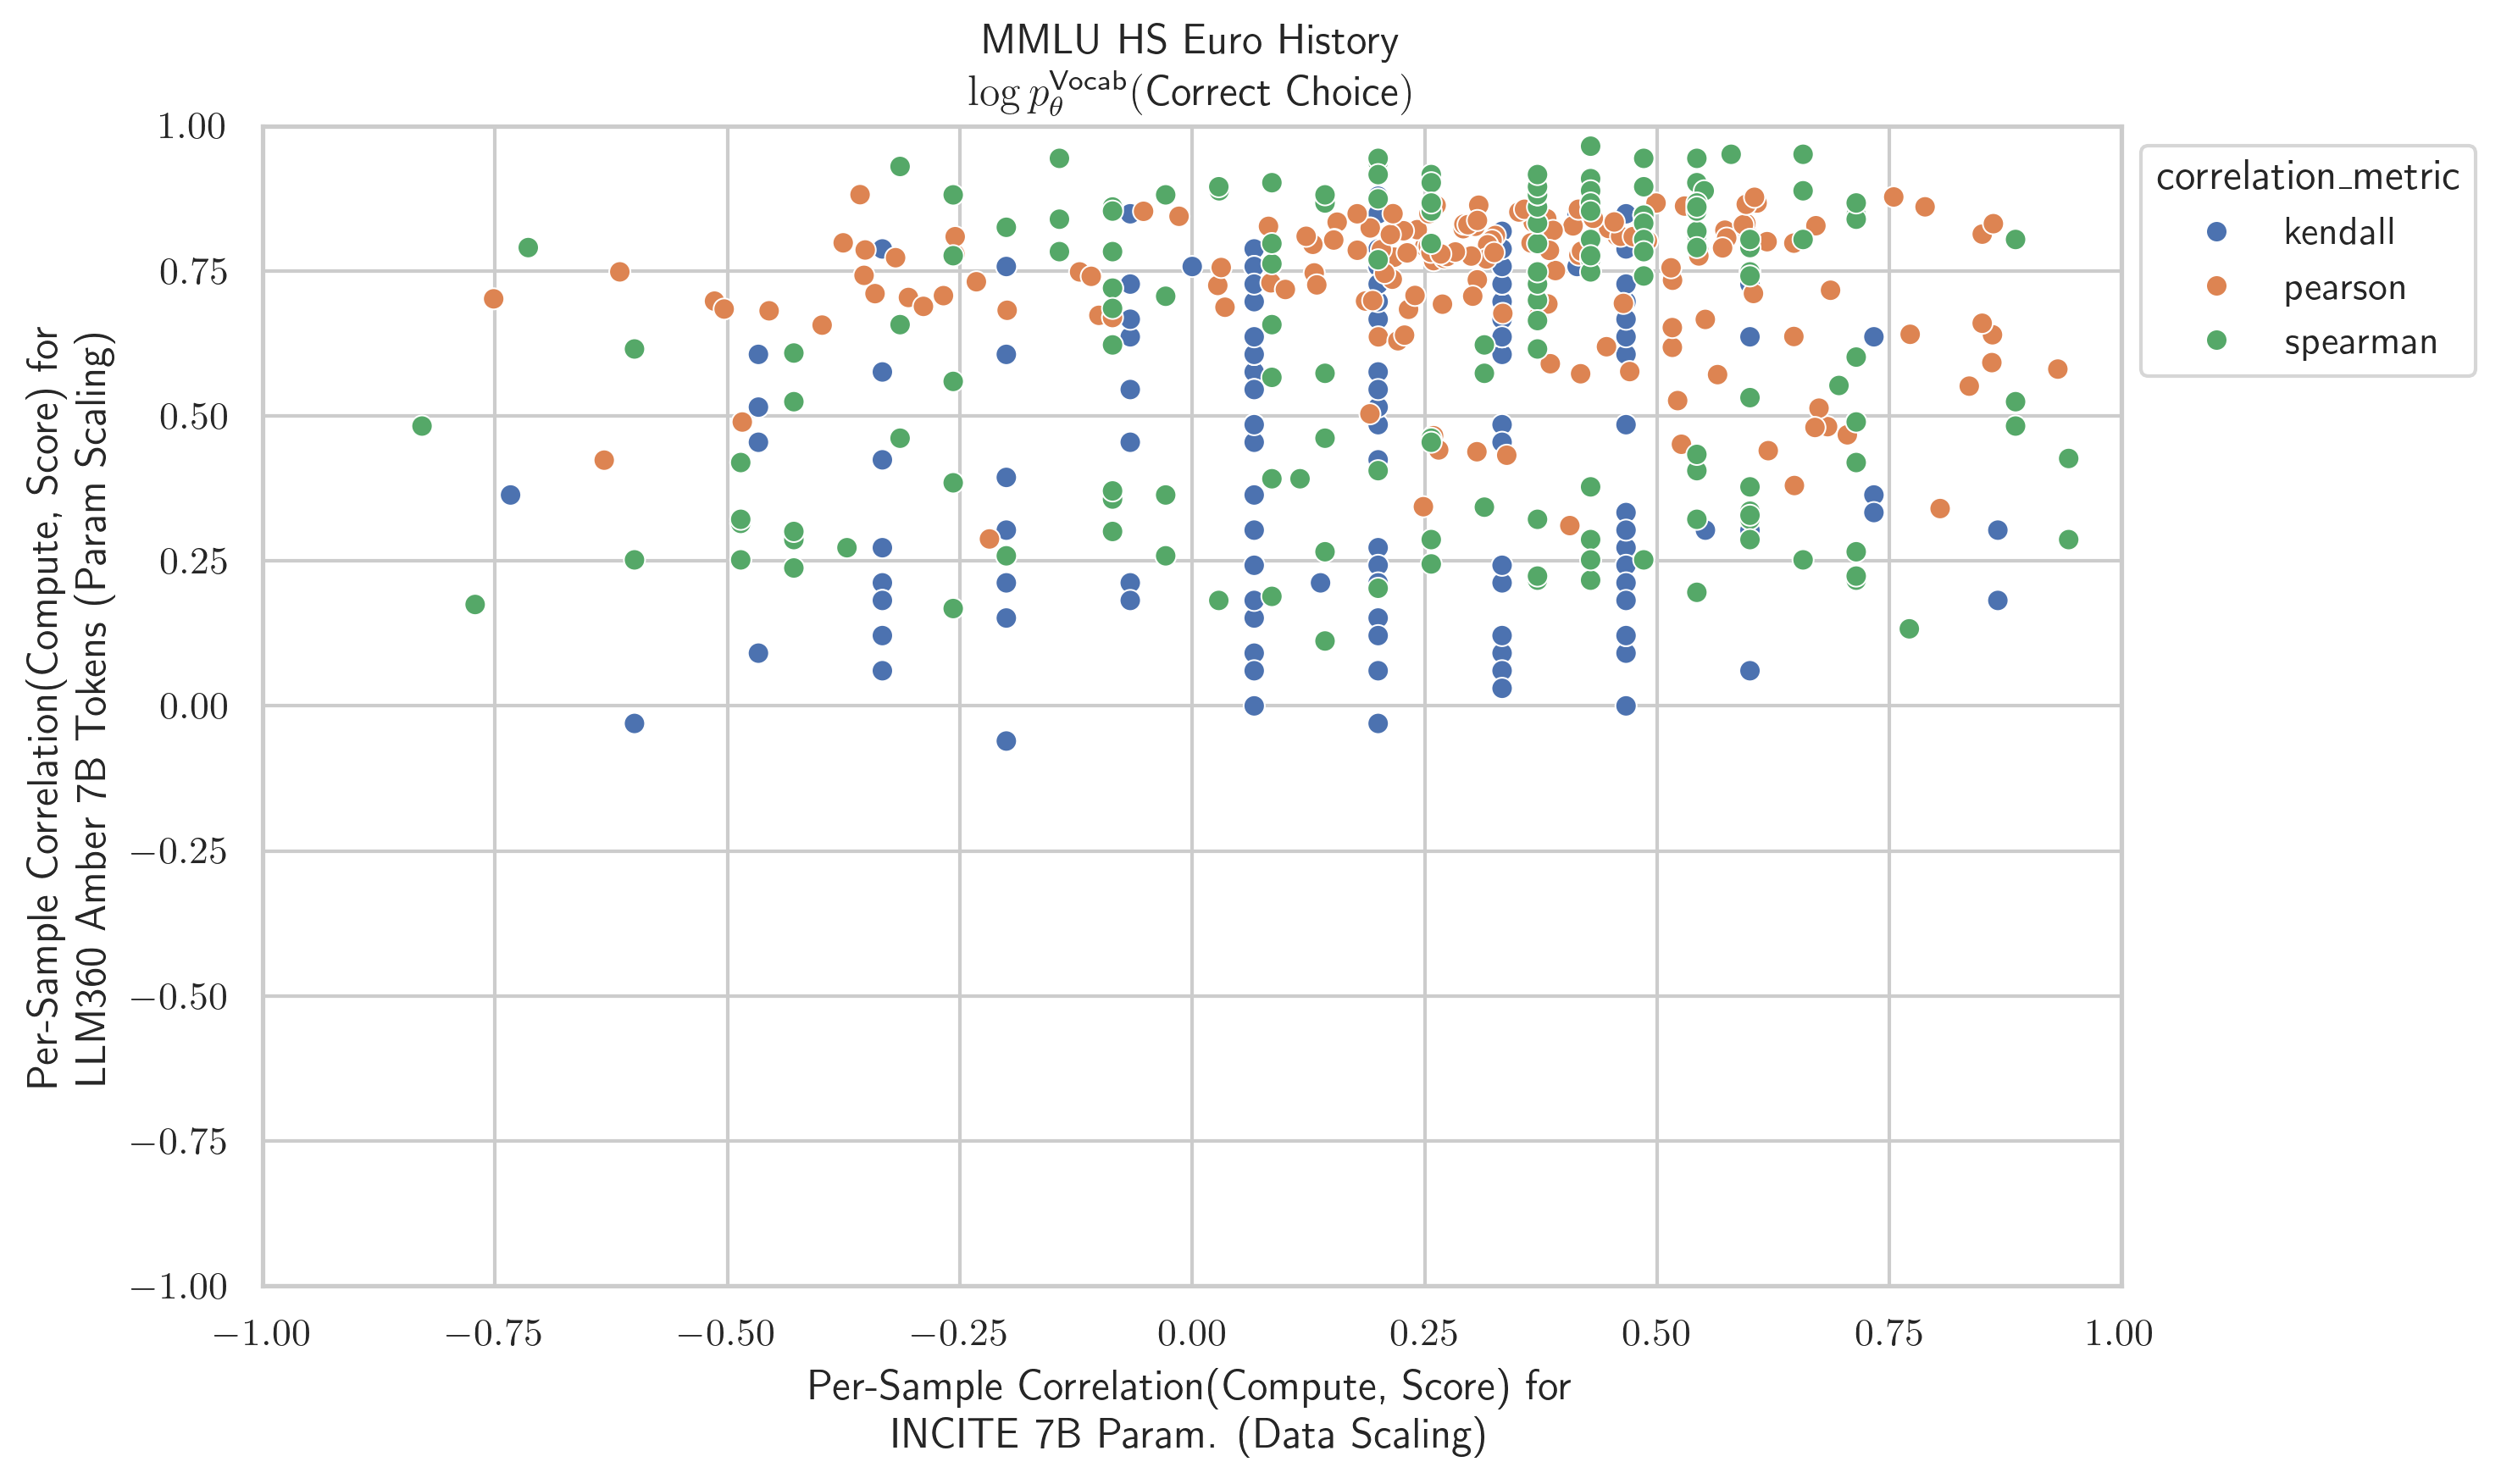 MMLU HS Euro History
log p_θ^Vocab(Correct Choice)
Per-Sample Correlation(Compute, Score) for
LLM360 Amber 7B Tokens (Param Scaling)
1.00
0.75
0.50
0.25
0.00
−0.25
−0.50
−0.75
−1.00
−1.00 −0.75 −0.50 −0.25 0.00 0.25 0.50 0.75 1.00
Per-Sample Correlation(Compute, Score) for
INCITE 7B Param. (Data Scaling)
correlation_metric
kendall
pearson
spearman